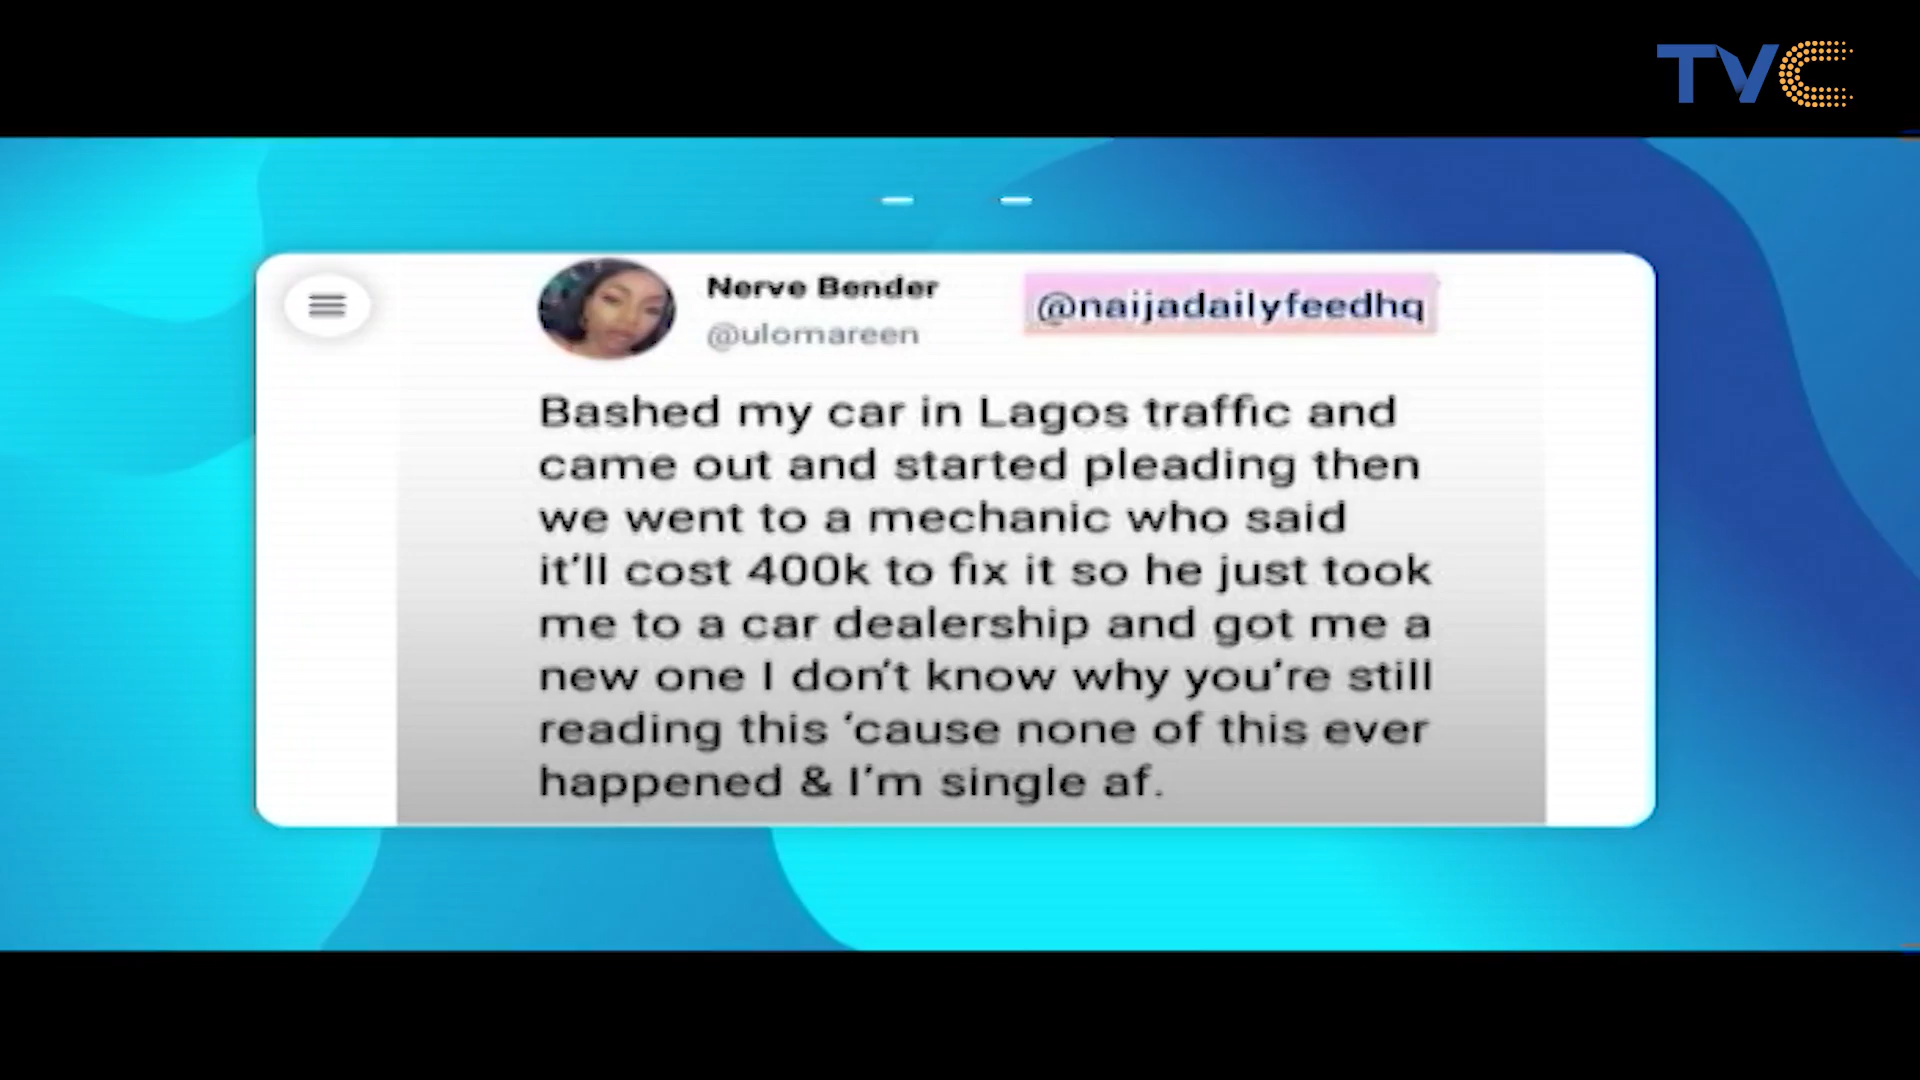 TVC
Nerve Bender
@ulomareen
@naijadailyfeedhq
Bashed my car in Lagos traffic and
came out and started pleading then
we went to a mechanic who said
it'll cost 400k to fix it so he just took
me to a car dealership and got me a
new one I don't know why you're still
reading this ‘cause none of this ever
happened & I'm single af.